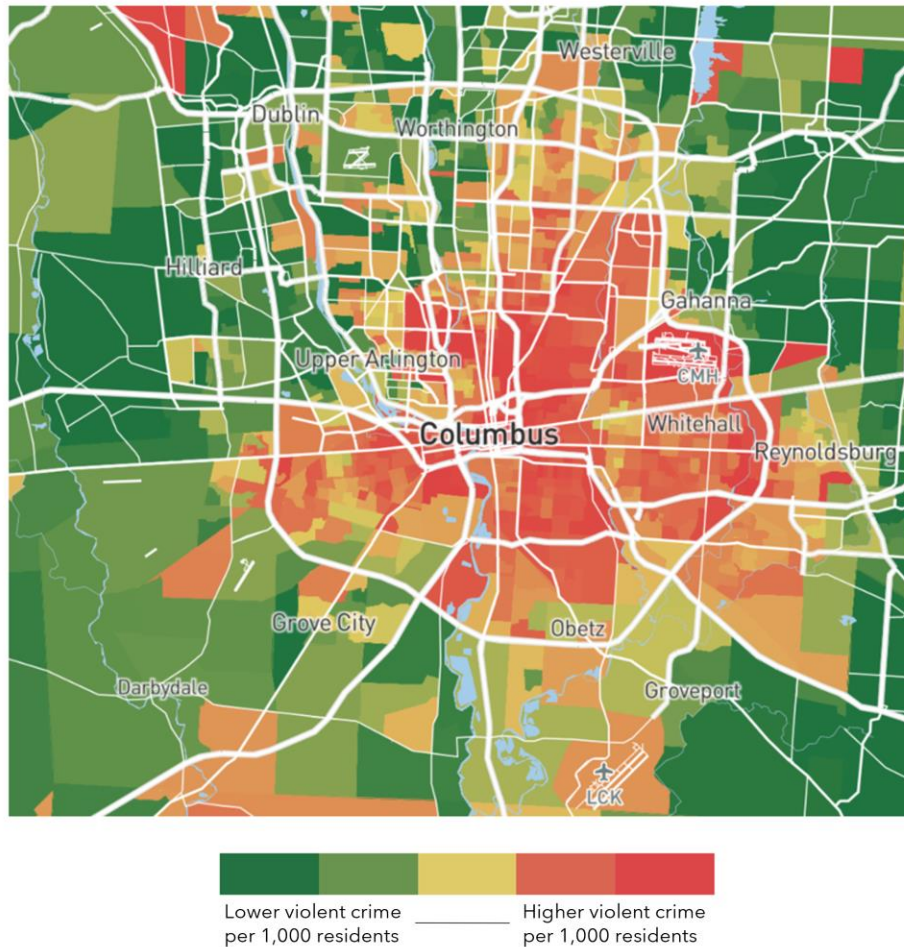 Westerville
Dublin
Worthington
Hilliard
Gahanna
Upper Arlington
CMH
Whitehall
Columbus
Reynoldsburg
Grove City
Obetz
Darbydale
Groveport
LCK
Lower violent crime
per 1,000 residents
Higher violent crime
per 1,000 residents